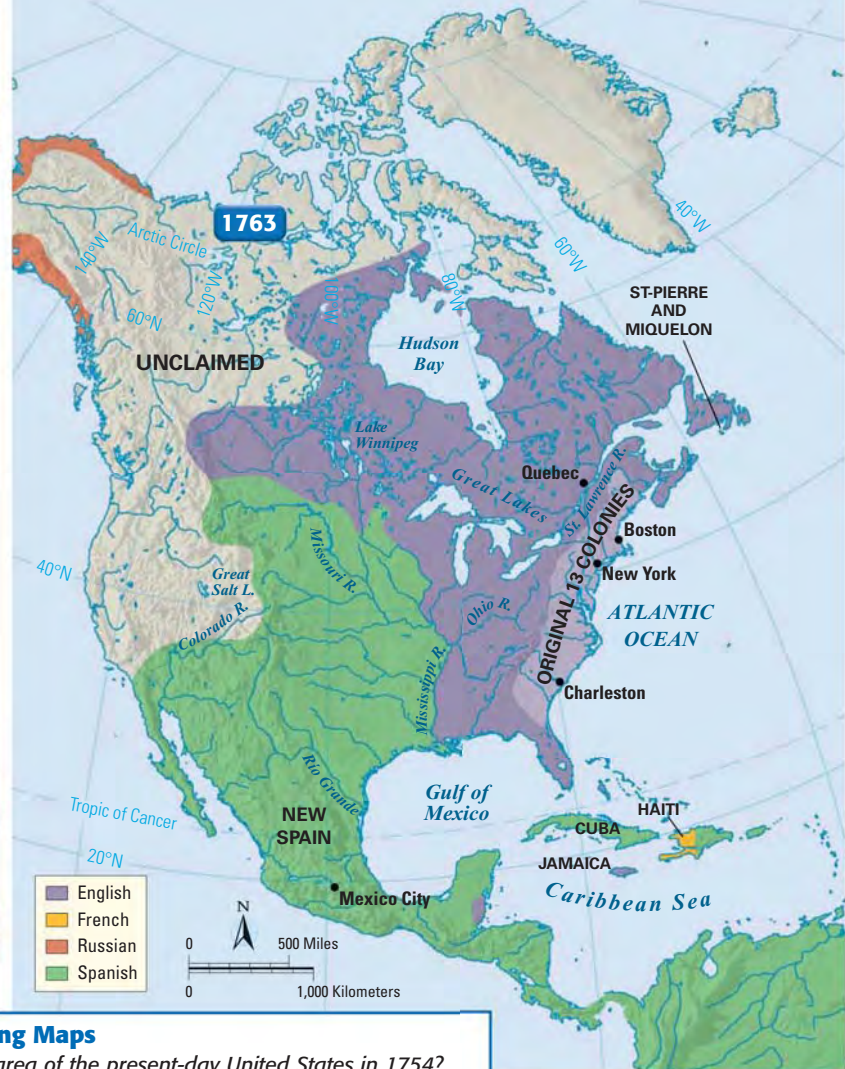 1763
Arctic Circle
140°W
120°W
100°W
80°W
60°W
40°W
60°N
UNCLAIMED
Hudson
Bay
ST-PIERRE
AND
MIQUELON
Lake
Winnipeg
Great Lakes
Quebec
St. Lawrence R.
ORIGINAL 13 COLONIES
Boston
New York
Missouri R.
40°N
Great
Salt L.
Colorado R.
Ohio R.
ATLANTIC
OCEAN
Mississippi R.
Charleston
Rio Grande
Gulf of
Mexico
Tropic of Cancer
NEW
SPAIN
HAITI
CUBA
20°N
JAMAICA
Mexico City
Caribbean Sea
English
French
Russian
Spanish
N
0 500 Miles
0 1,000 Kilometers
ng Maps
area of the present-day United States in 1754?